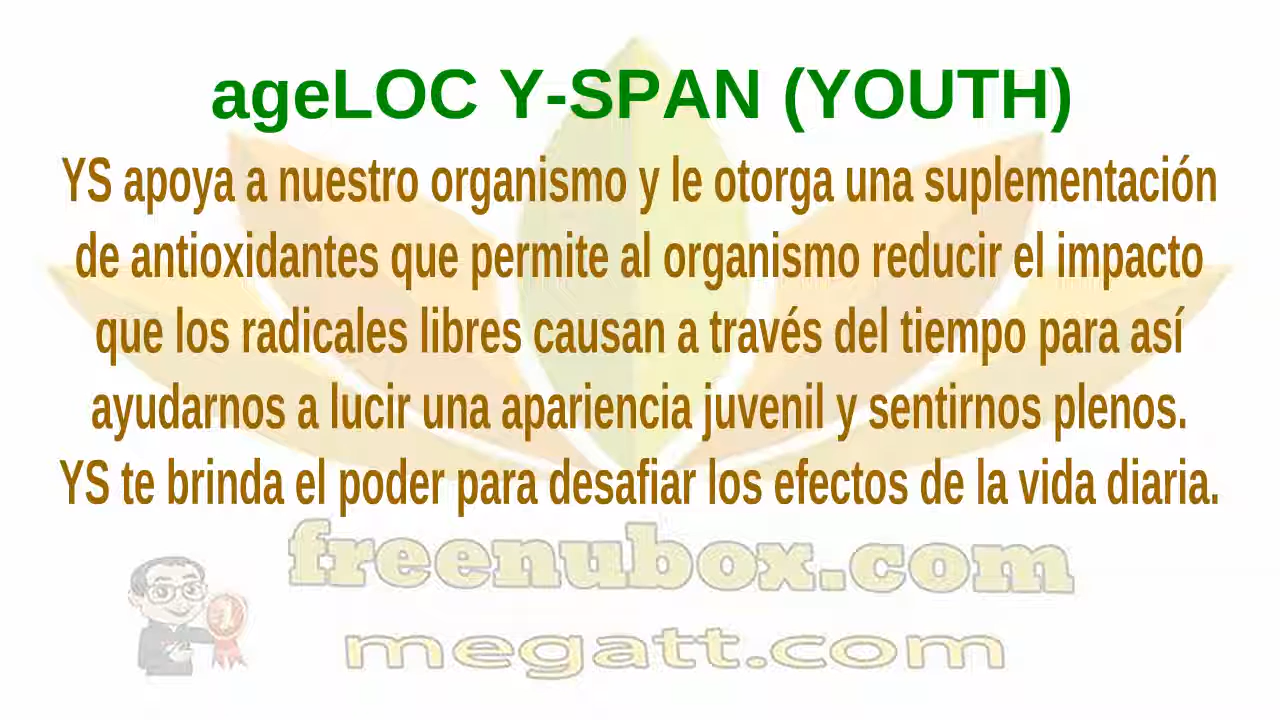 ageLOC Y-SPAN (YOUTH)
YS apoya a nuestro organismo y le otorga una suplementación
de antioxidantes que permite al organismo reducir el impacto
que los radicales libres causan a través del tiempo para así
ayudarnos a lucir una apariencia juvenil y sentirnos plenos.
YS te brinda el poder para desafiar los efectos de la vida diaria.
freenubox.com
megatt.com
1